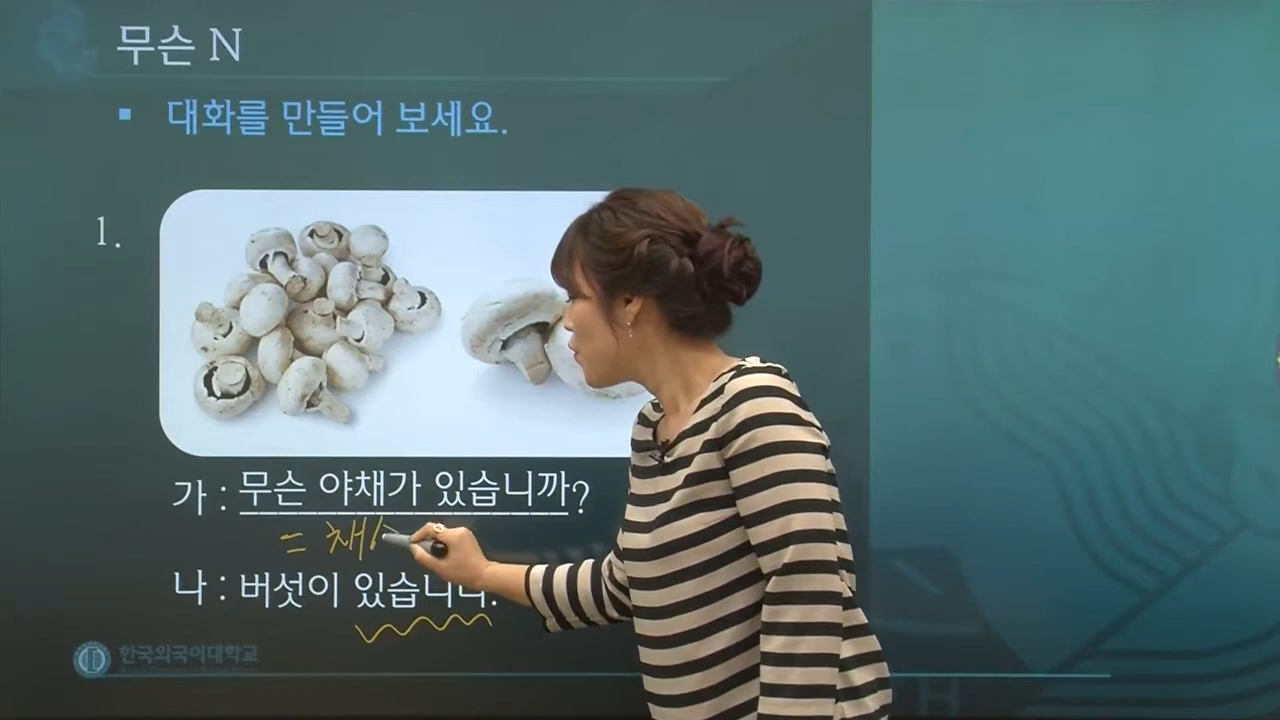 무슨 N
▪ 대화를 만들어 보세요.
1.
가 : 무슨 야채가 있습니까?
= 채
나 : 버섯이 있습니다.
한국외국어대학교